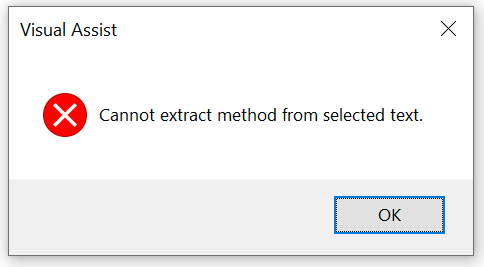 Visual Assist
Cannot extract method from selected text.
OK